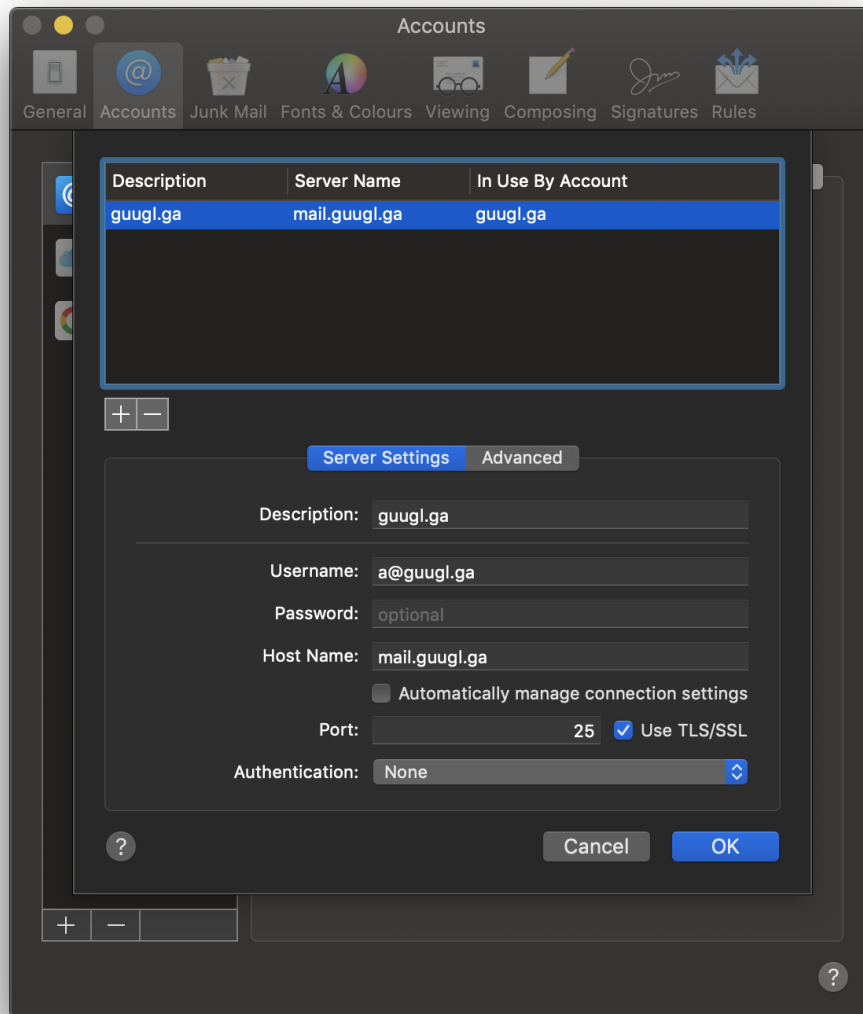 Accounts
General Accounts Junk Mail Fonts & Colours Viewing Composing Signatures Rules
Description Server Name In Use By Account
guugl.ga mail.guugl.ga guugl.ga
Server Settings Advanced
Description: guugl.ga
Username: a@guugl.ga
Password: optional
Host Name: mail.guugl.ga
Automatically manage connection settings
Port: 25 Use TLS/SSL
Authentication: None
? Cancel OK
?